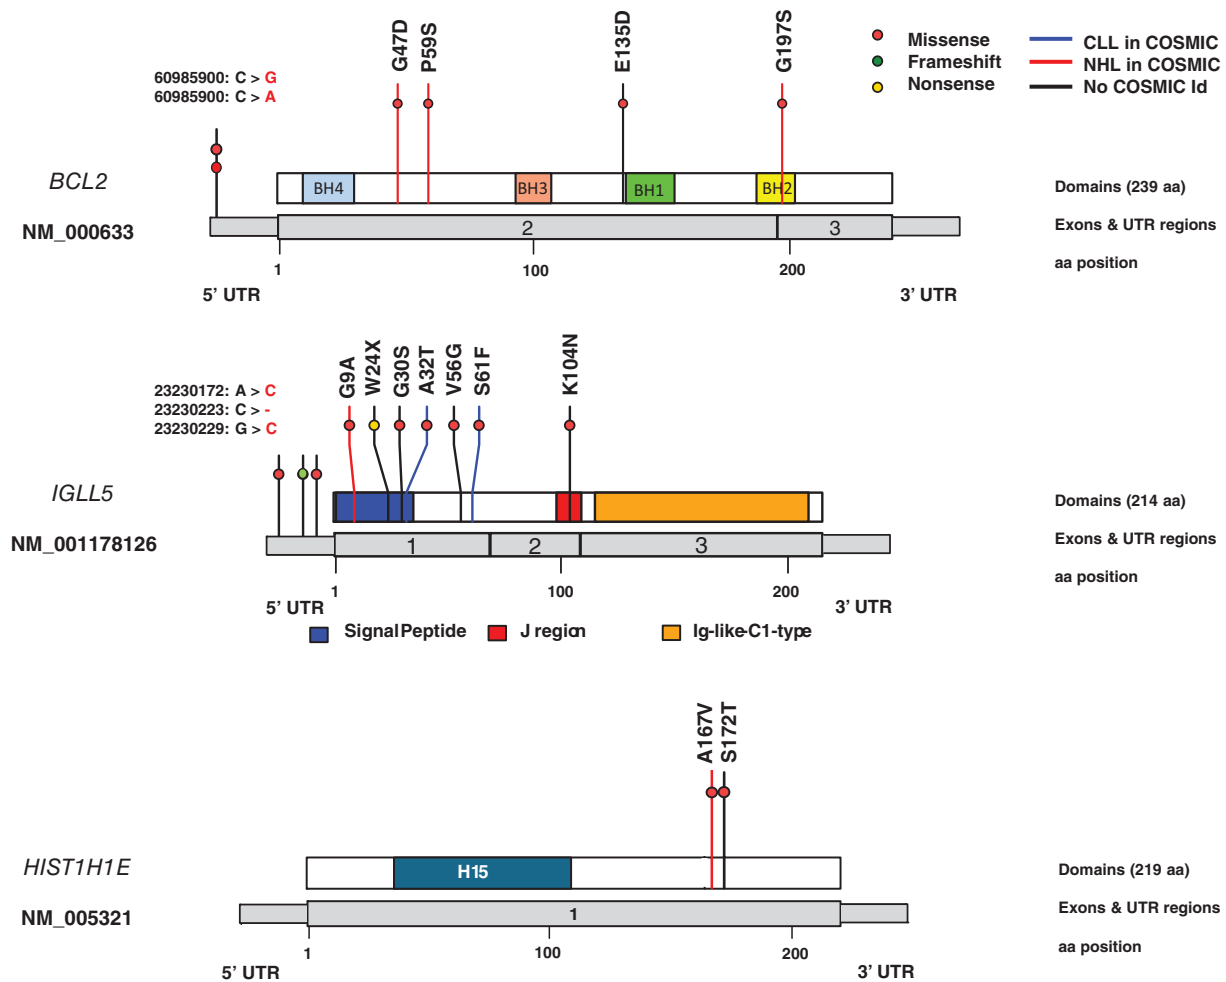 G47D
P59S
E135D
G197S
Missense
Frameshift
Nonsense
CLL in COSMIC
NHL in COSMIC
No COSMIC Id
60985900: C > G
60985900: C > A
BCL2
BH4
BH3
BH1
BH2
Domains (239 aa)
NM_000633
2
3
Exons & UTR regions
1
100
200
aa position
5’ UTR
3’ UTR
G9A
W24X
G30S
A32T
V56G
S61F
K104N
23230172: A > C
23230223: C > -
23230229: G > C
IGLL5
Domains (214 aa)
NM_001178126
1
2
3
Exons & UTR regions
1
100
200
aa position
5’ UTR
3’ UTR
Signal Peptide
J region
Ig-like-C1-type
A167V
S172T
HIST1H1E
H15
Domains (219 aa)
NM_005321
1
Exons & UTR regions
1
100
200
aa position
5’ UTR
3’ UTR